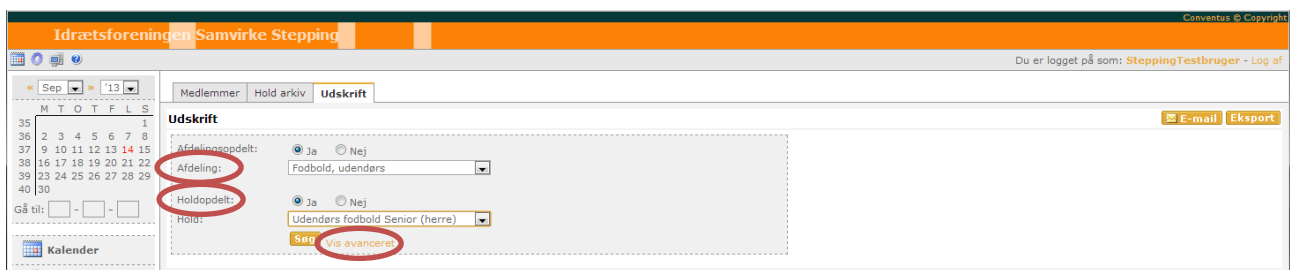 Conventus © Copyright
Idrætsforeningen Samvirke Stepping
Du er logget på som: SteppingTestbruger - Log af
« Sep » '13
M T O T F L S
35 1
36 2 3 4 5 6 7 8
37 9 10 11 12 13 14 15
38 16 17 18 19 20 21 22
39 23 24 25 26 27 28 29
40 30
Gå til: - -
Kalender
Medlemmer Hold arkiv Udskrift
Udskrift E-mail Eksport
Afdelingsopdelt: Ja Nej
Afdeling: Fodbold, udendørs
Holdopdelt: Ja Nej
Hold: Udendørs fodbold Senior (herre)
Søg Vis avanceret